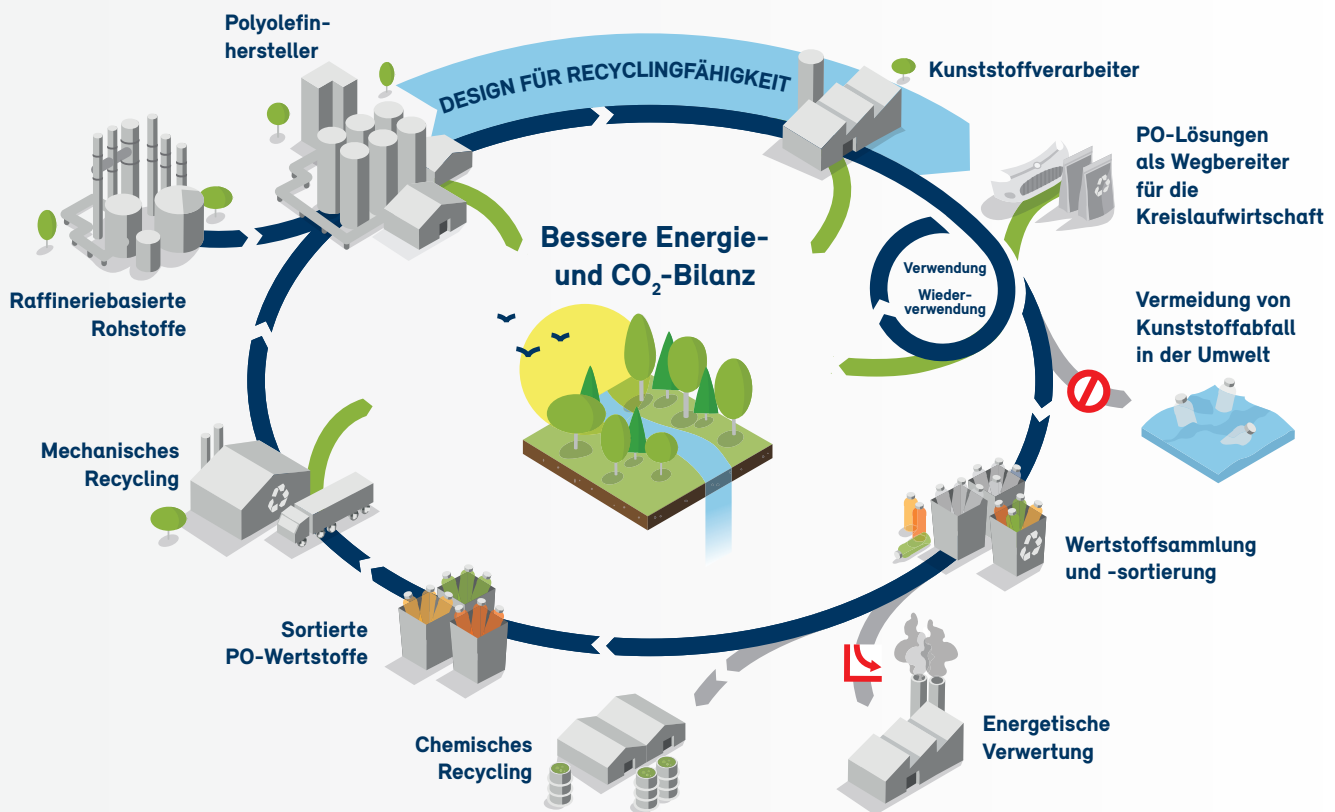 Polyolefin-
hersteller
DESIGN FÜR RECYCLINGFÄHIGKEIT
Kunststoffverarbeiter
PO-Lösungen
als Wegbereiter
für die
Kreislaufwirtschaft
Bessere Energie-
und CO₂-Bilanz
Verwendung
Wieder-
verwendung
Raffineriebasierte
Rohstoffe
Vermeidung von
Kunststoffabfall
in der Umwelt
Mechanisches
Recycling
Wertstoffsammlung
und -sortierung
Sortierte
PO-Wertstoffe
Chemisches
Recycling
Energetische
Verwertung